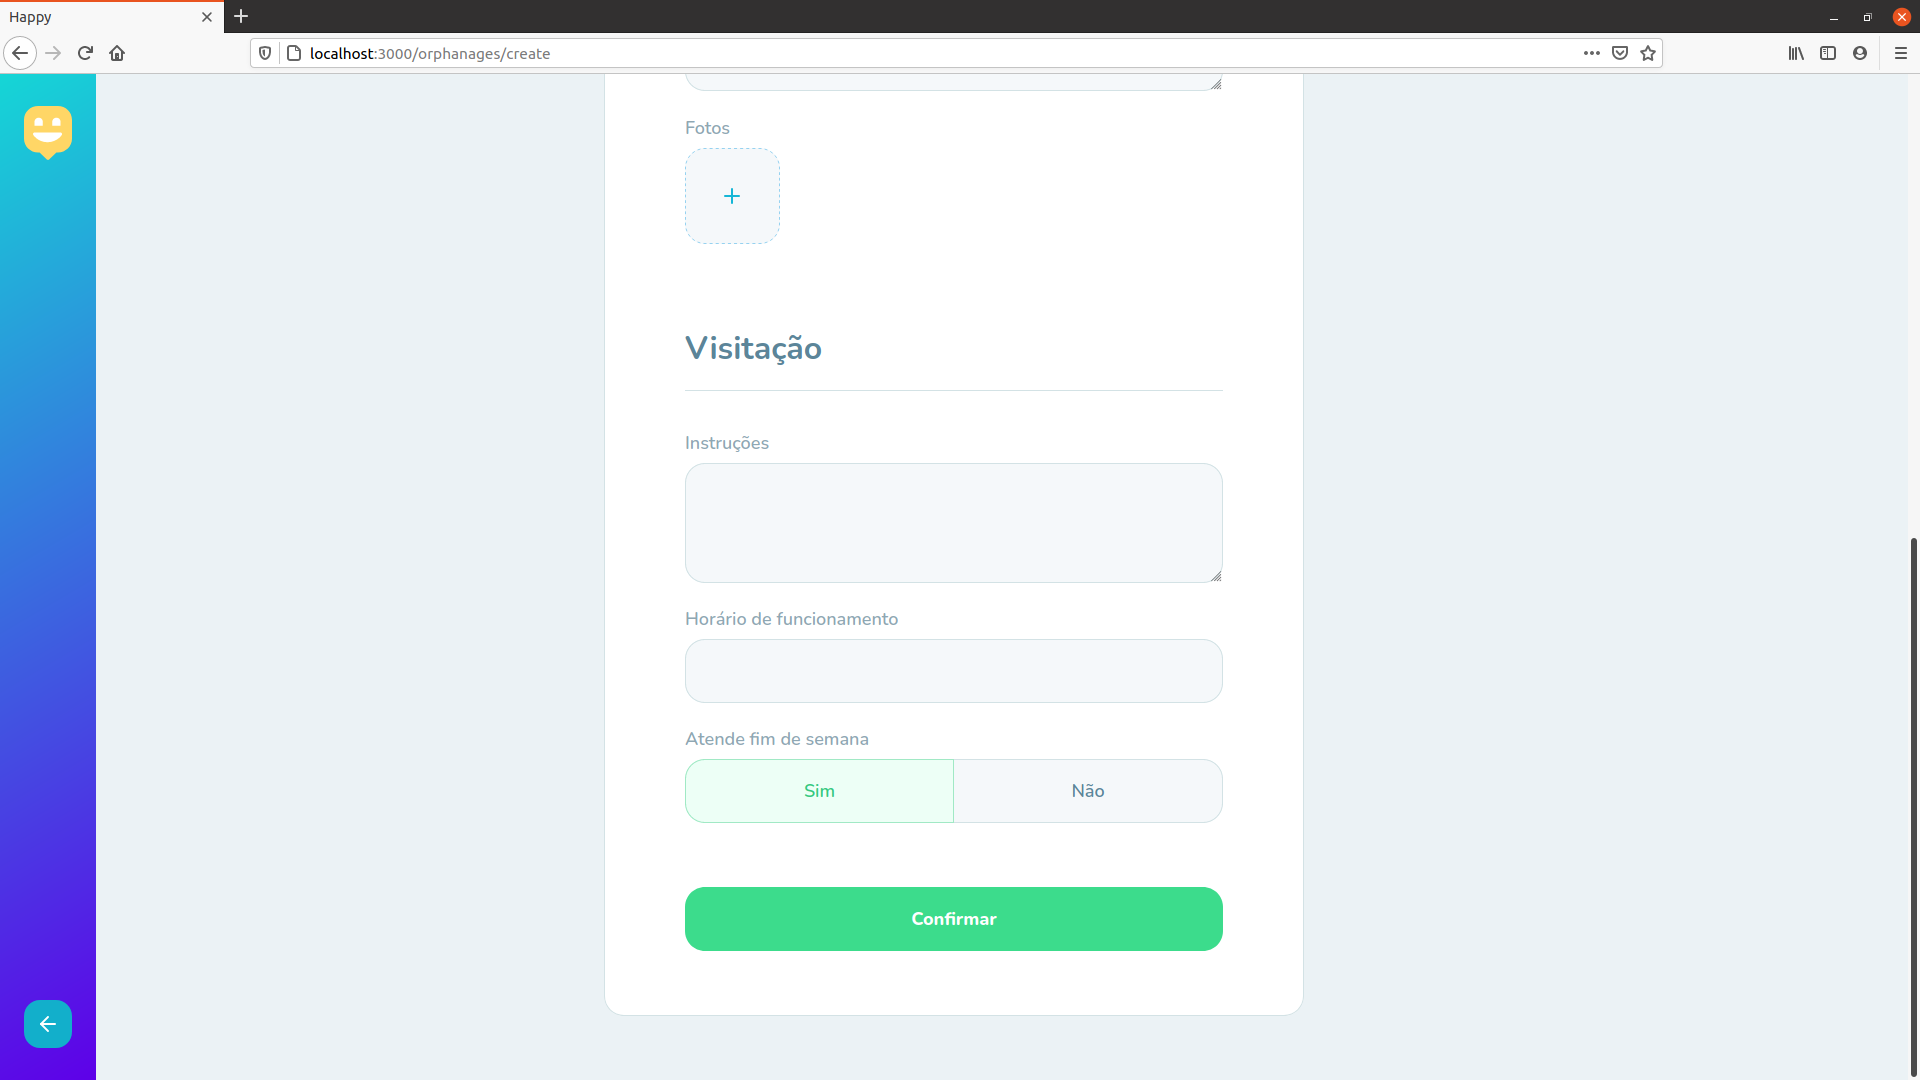 Happy
localhost:3000/orphanages/create
Fotos
Visitação
Instruções
Horário de funcionamento
Atende fim de semana
Sim
Não
Confirmar